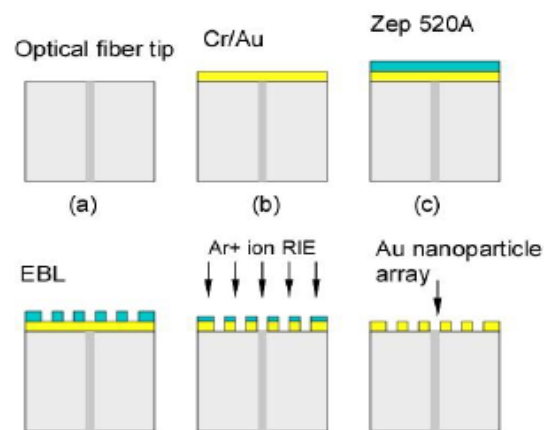 Optical fiber tip
Cr/Au
Zep 520A
(a)
(b)
(c)
EBL
Ar+ ion RIE
Au nanoparticle
array